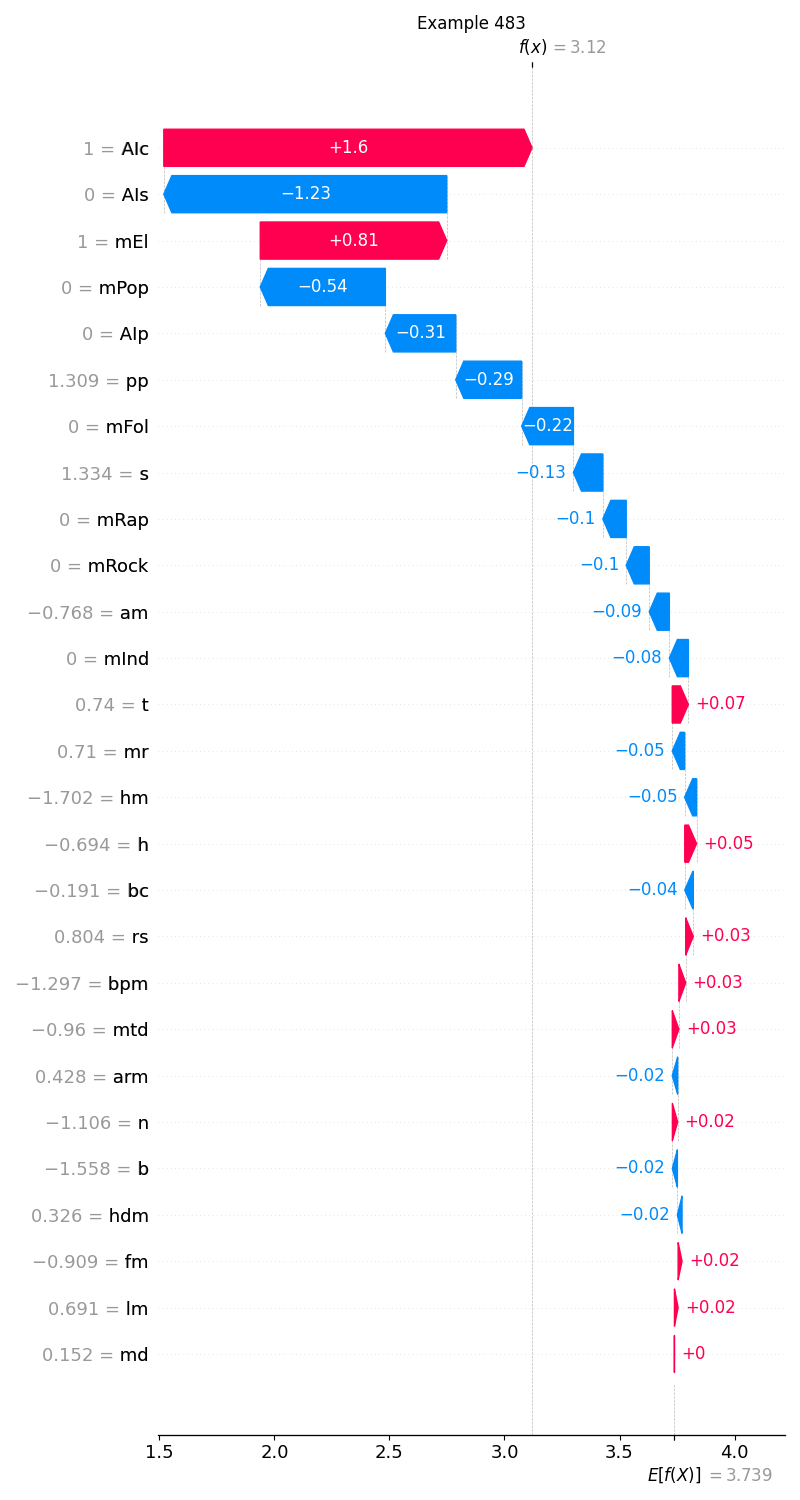 Example 483
f(x) = 3.12
1 = AIc +1.6
0 = AIs −1.23
1 = mEl +0.81
0 = mPop −0.54
0 = AIp −0.31
1.309 = pp −0.29
0 = mFol −0.22
1.334 = s −0.13
0 = mRap −0.1
0 = mRock −0.1
−0.768 = am −0.09
0 = mInd −0.08
0.74 = t +0.07
0.71 = mr −0.05
−1.702 = hm −0.05
−0.694 = h +0.05
−0.191 = bc −0.04
0.804 = rs +0.03
−1.297 = bpm +0.03
−0.96 = mtd +0.03
0.428 = arm −0.02
−1.106 = n +0.02
−1.558 = b −0.02
0.326 = hdm −0.02
−0.909 = fm +0.02
0.691 = lm +0.02
0.152 = md +0
1.5 2.0 2.5 3.0 3.5 4.0
E[f(X)] = 3.739